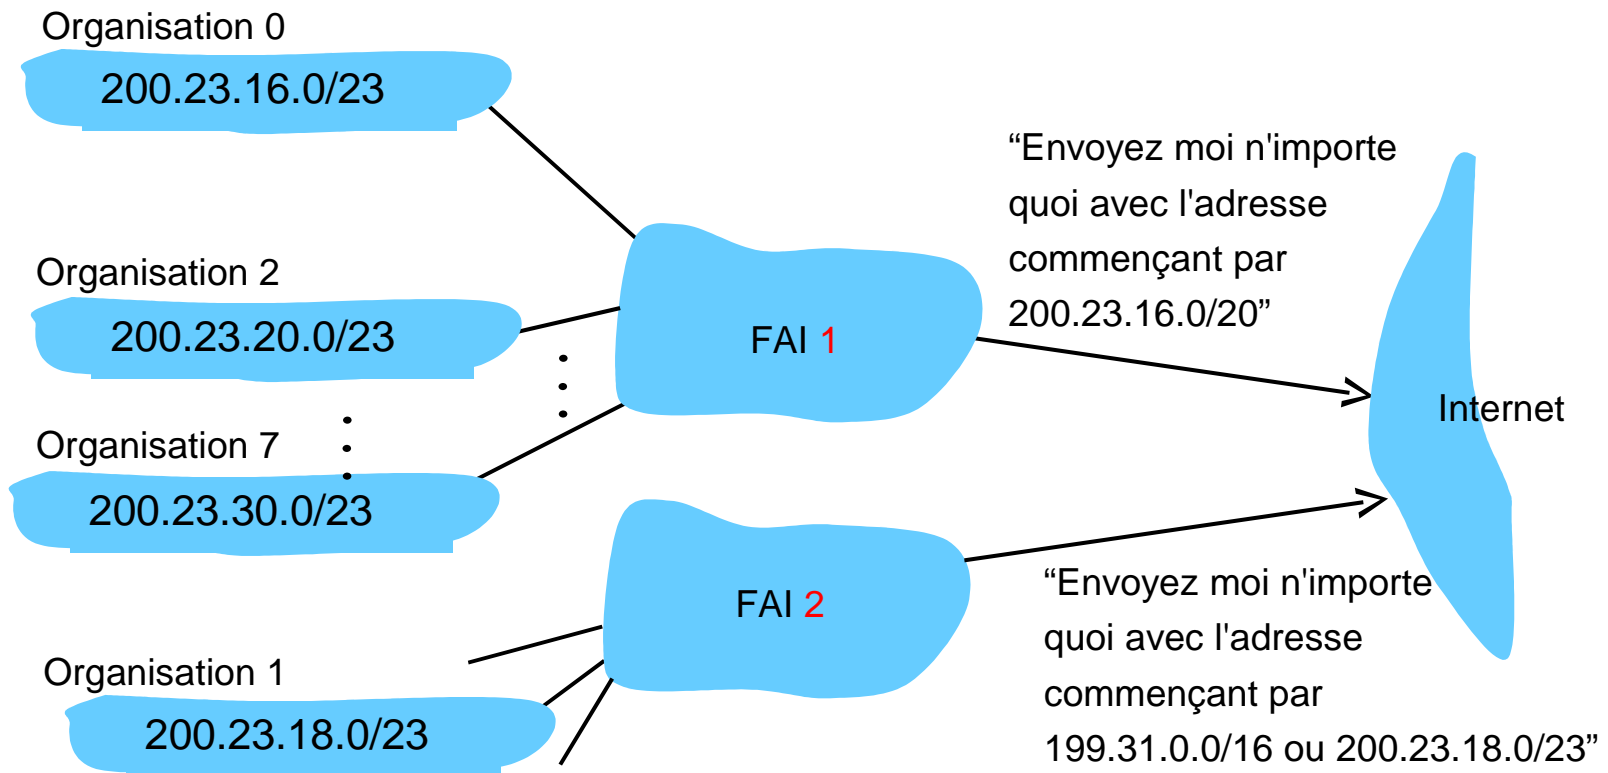 Organisation 0
200.23.16.0/23
“Envoyez moi n'importe
quoi avec l'adresse
commençant par
200.23.16.0/20”
Organisation 2
200.23.20.0/23
FAI 1
Internet
Organisation 7
200.23.30.0/23
FAI 2
“Envoyez moi n'importe
quoi avec l'adresse
commençant par
199.31.0.0/16 ou 200.23.18.0/23”
Organisation 1
200.23.18.0/23